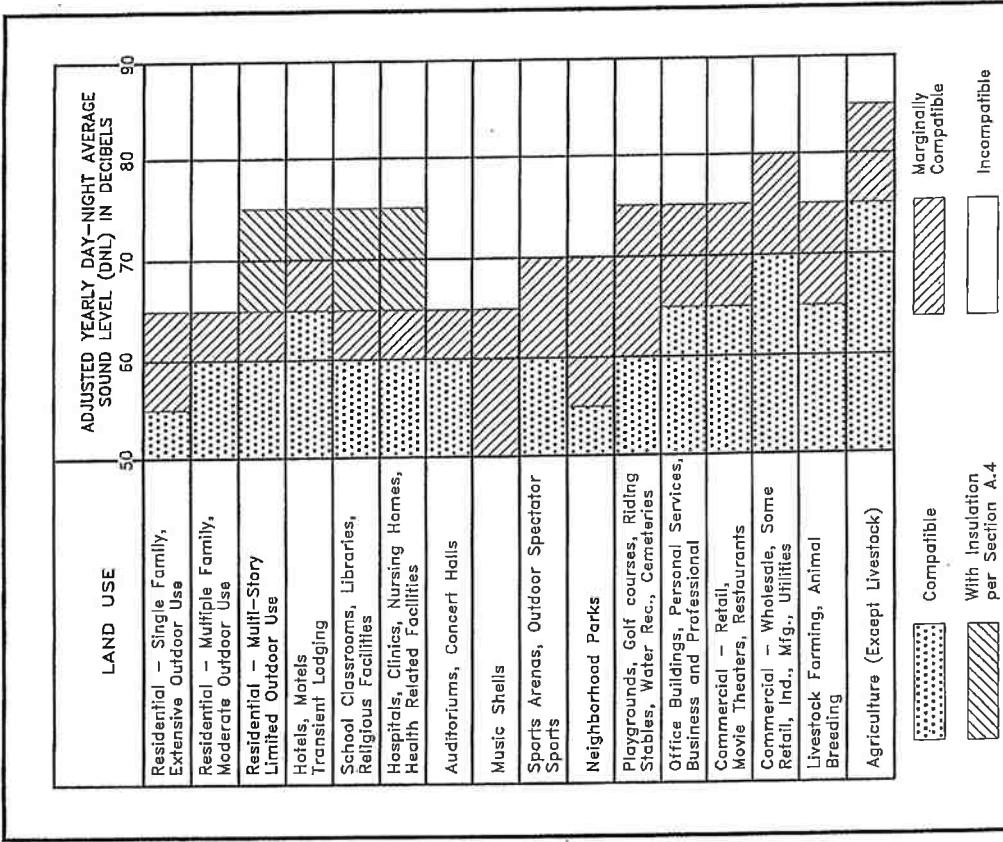 LAND USE
ADJUSTED YEARLY DAY-NIGHT AVERAGE
SOUND LEVEL (DNL) IN DECIBELS
50 60 70 80 90
Residential - Single Family,
Extensive Outdoor Use
Residential - Multiple Family,
Moderate Outdoor Use
Residential - Multi-Story
Limited Outdoor Use
Hotels, Motels
Transient Lodging
School Classrooms, Libraries,
Religious Facilities
Hospitals, Clinics, Nursing Homes,
Health Related Facilities
Auditoriums, Concert Halls
Music Shells
Sports Arenas, Outdoor Spectator
Sports
Neighborhood Parks
Playgrounds, Golf courses, Riding
Stables, Water Rec., Cemeteries
Office Buildings, Personal Services,
Business and Professional
Commercial - Retail,
Movie Theaters, Restaurants
Commercial - Wholesale, Some
Retail, Ind., Mfg., Utilities
Livestock Farming, Animal
Breeding
Agriculture (Except Livestock)
Compatible
Marginally
Compatible
With Insulation
per Section A.4
Incompatible